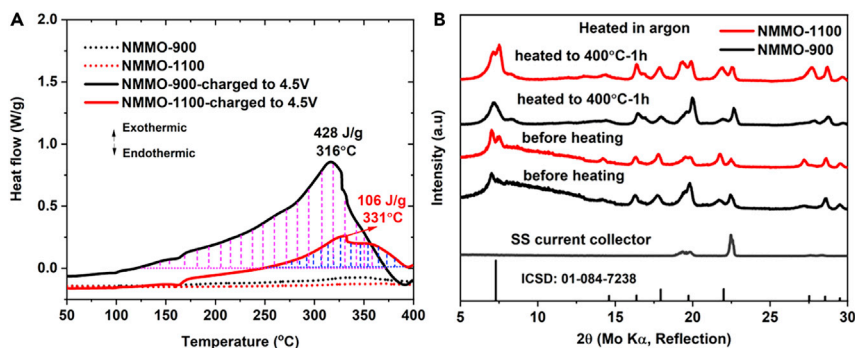 A
2.0
1.5
1.0
0.5
0.0
Heat flow (W/g)
NMMO-900
NMMO-1100
NMMO-900-charged to 4.5V
NMMO-1100-charged to 4.5V
Exothermic
Endothermic
428 J/g
316°C
106 J/g
331°C
50 100 150 200 250 300 350 400
Temperature (°C)
B
Intensity (a.u)
Heated in argon
NMMO-1100
NMMO-900
heated to 400°C-1h
heated to 400°C-1h
before heating
before heating
SS current collector
ICSD: 01-084-7238
5 10 15 20 25 30
2θ (Mo Kα, Reflection)